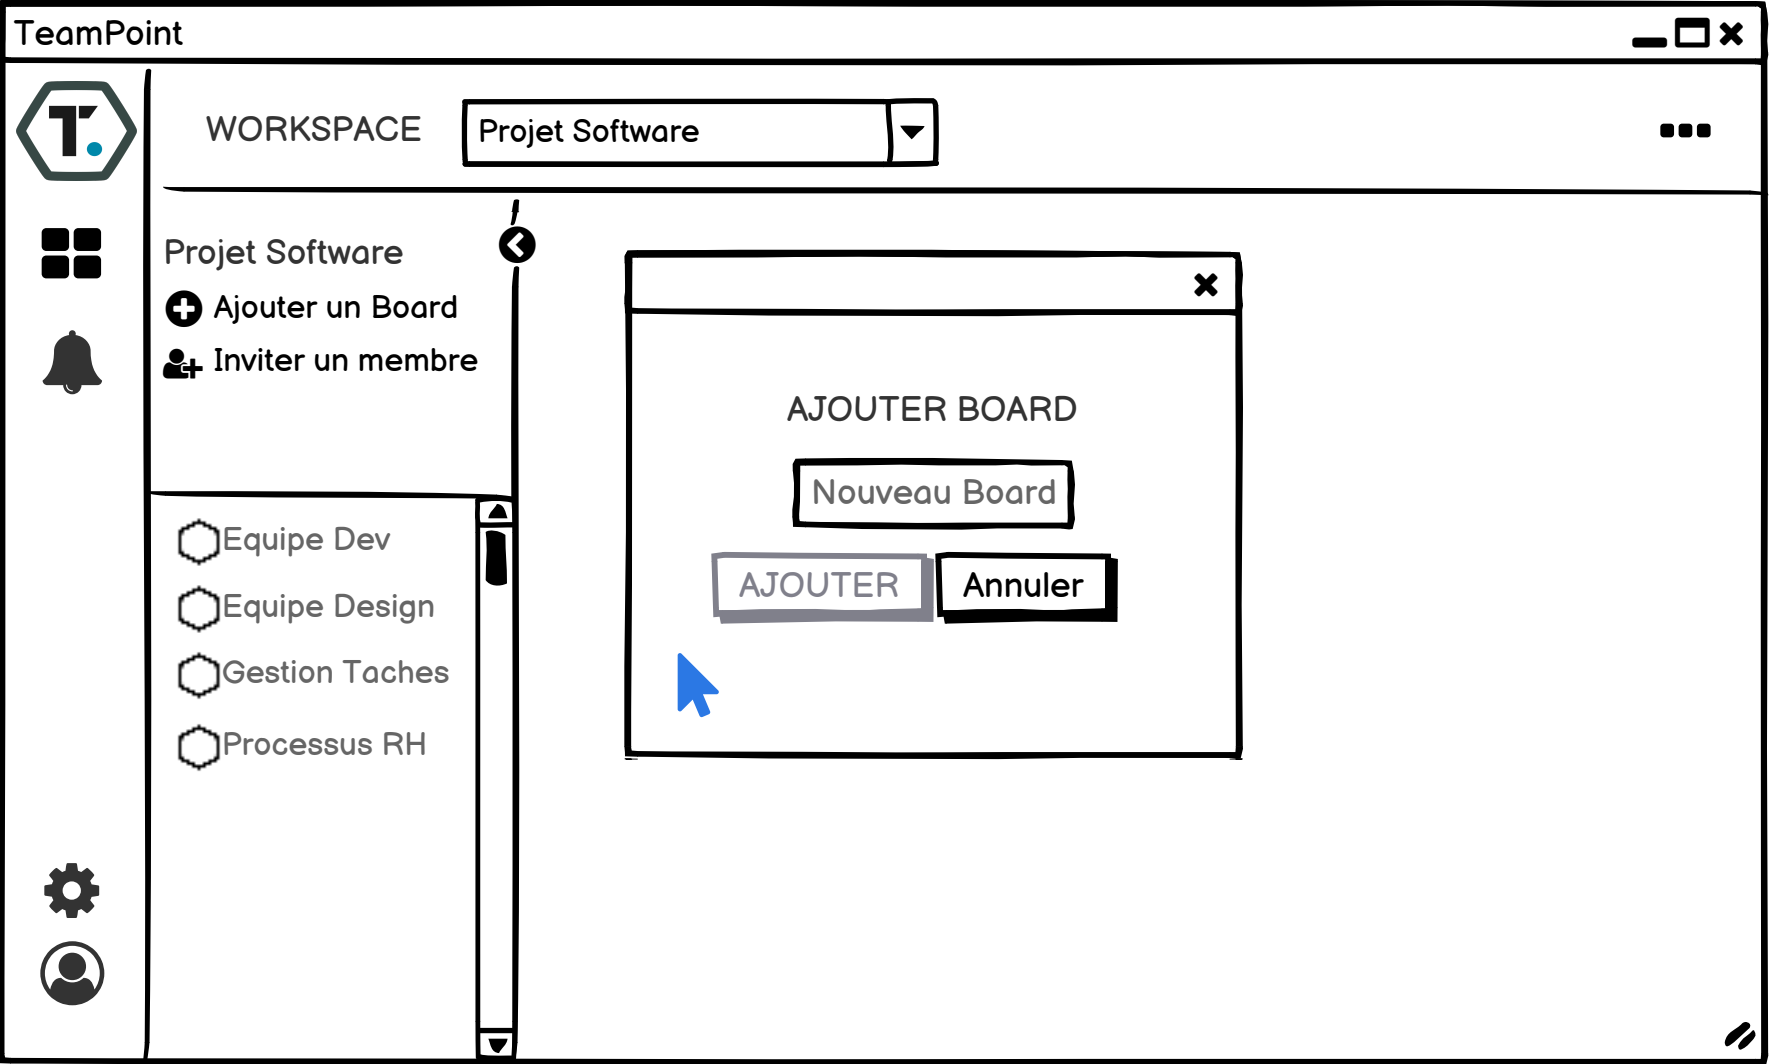 TeamPoint
T.
WORKSPACE
Projet Software
Projet Software
Ajouter un Board
Inviter un membre
Equipe Dev
Equipe Design
Gestion Taches
Processus RH
AJOUTER BOARD
Nouveau Board
AJOUTER
Annuler